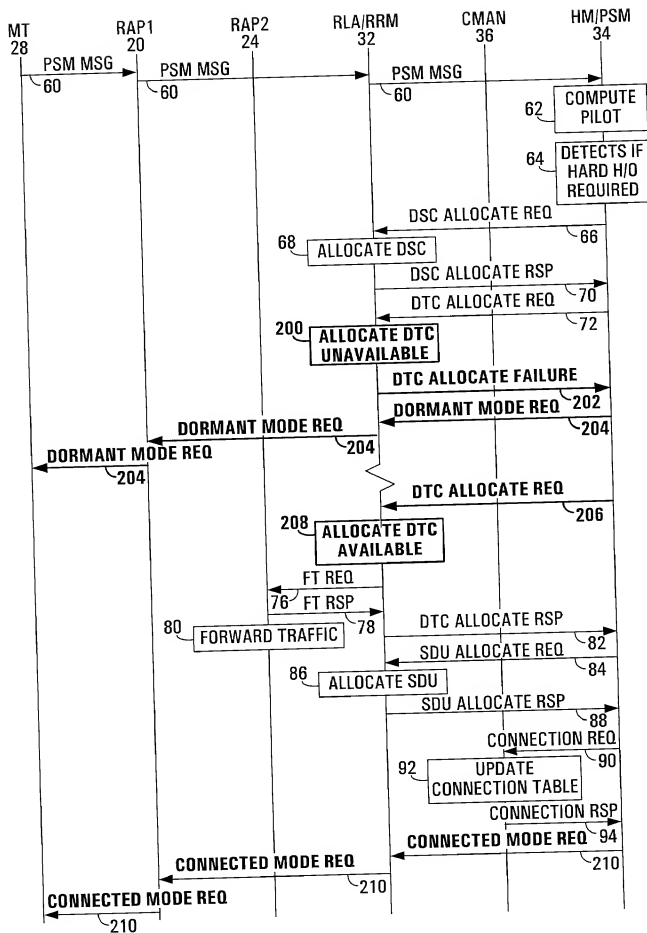 MT
28
RAP1
20
RAP2
24
RLA/RRM
32
CMAN
36
HM/PSM
34
PSM MSG
60
PSM MSG
60
PSM MSG
60
62
COMPUTE
PILOT
64
DETECTS IF
HARD H/O
REQUIRED
DSC ALLOCATE REQ
66
68
ALLOCATE DSC
DSC ALLOCATE RSP
70
DTC ALLOCATE REQ
72
200
ALLOCATE DTC
UNAVAILABLE
DTC ALLOCATE FAILURE
202
DORMANT MODE REQ
204
DORMANT MODE REQ
204
DORMANT MODE REQ
204
DTC ALLOCATE REQ
206
208
ALLOCATE DTC
AVAILABLE
FT REQ
76
FT RSP
78
80
FORWARD TRAFFIC
DTC ALLOCATE RSP
82
SDU ALLOCATE REQ
84
86
ALLOCATE SDU
SDU ALLOCATE RSP
88
CONNECTION REQ
90
92
UPDATE
CONNECTION TABLE
CONNECTION RSP
94
CONNECTED MODE REQ
210
CONNECTED MODE REQ
210
CONNECTED MODE REQ
210